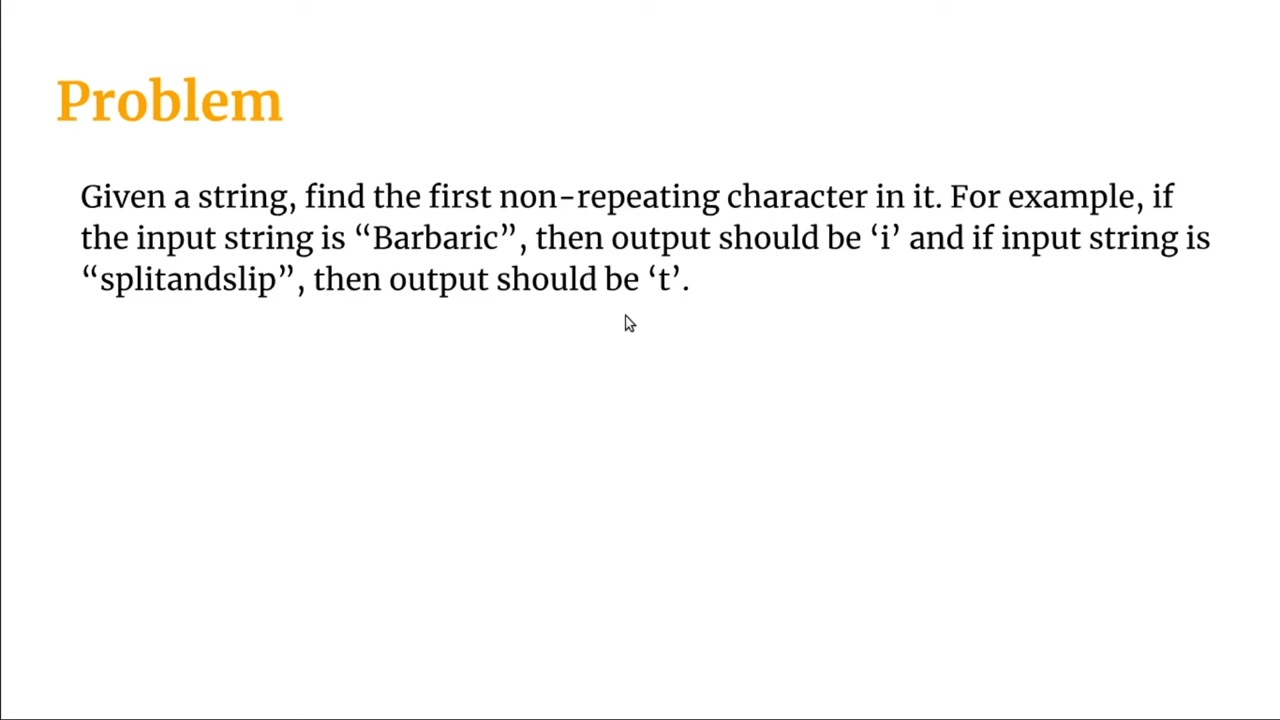 Problem
Given a string, find the first non-repeating character in it. For example, if
the input string is “Barbaric”, then output should be ‘i’ and if input string is
“splitandslip”, then output should be ‘t’.